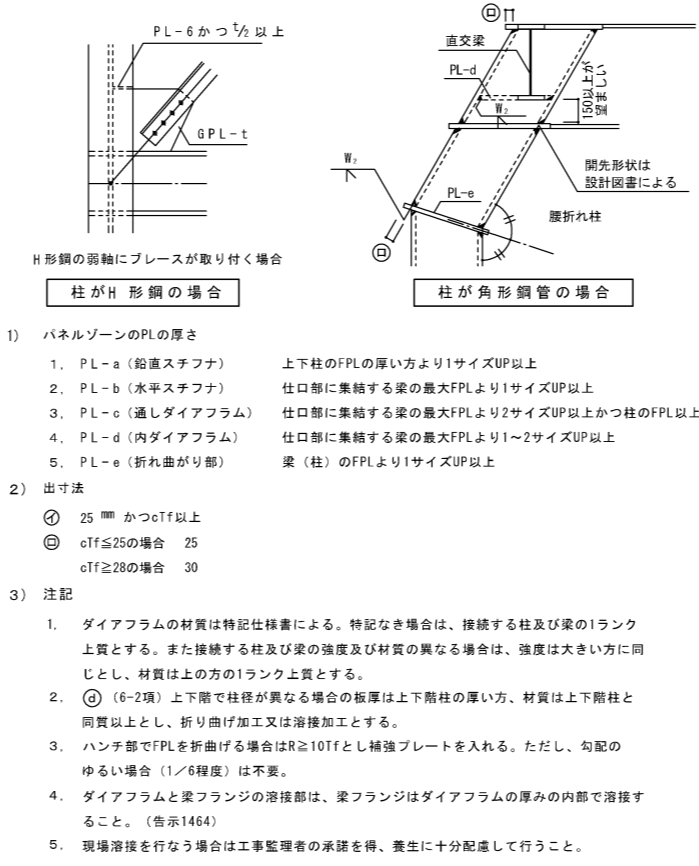 PL-6かつt/2以上
GPL-t
H形鋼の弱軸にブレースが取り付く場合
柱がH形鋼の場合
ロ
直交梁
PL-d
W2
150以上が
望ましい
W2
PL-e
開先形状は
設計図書による
腰折れ柱
ロ
柱が角形鋼管の場合
1) パネルゾーンのPLの厚さ
1. PL-a（鉛直スチフナ） 上下柱のFPLの厚い方より1サイズUP以上
2. PL-b（水平スチフナ） 仕口部に集結する梁の最大FPLより1サイズUP以上
3. PL-c（通しダイアフラム） 仕口部に集結する梁の最大FPLより2サイズUP以上かつ柱のFPL以上
4. PL-d（内ダイアフラム） 仕口部に集結する梁の最大FPLより1～2サイズUP以上
5. PL-e（折れ曲がり部） 梁（柱）のFPLより1サイズUP以上
2) 出寸法
イ 25 mm かつcTf以上
ロ cTf≦25の場合 25
cTf≧28の場合 30
3) 注記
1. ダイアフラムの材質は特記仕様書による。特記なき場合は、接続する柱及び梁の1ランク
上質とする。また接続する柱及び梁の強度及び材質の異なる場合は、強度は大きい方に同
じとし、材質は上の方の1ランク上質とする。
2. ⓓ（6-2項）上下階で柱径が異なる場合の板厚は上下階柱の厚い方、材質は上下階柱と
同質以上とし、折り曲げ加工又は溶接加工とする。
3. ハンチ部でFPLを折曲げる場合はR≧10Tfとし補強プレートを入れる。ただし、勾配の
ゆるい場合（1／6程度）は不要。
4. ダイアフラムと梁フランジの溶接部は、梁フランジはダイアフラムの厚みの内部で溶接す
ること。（告示1464）
5. 現場溶接を行なう場合は工事監理者の承諾を得、養生に十分配慮して行うこと。